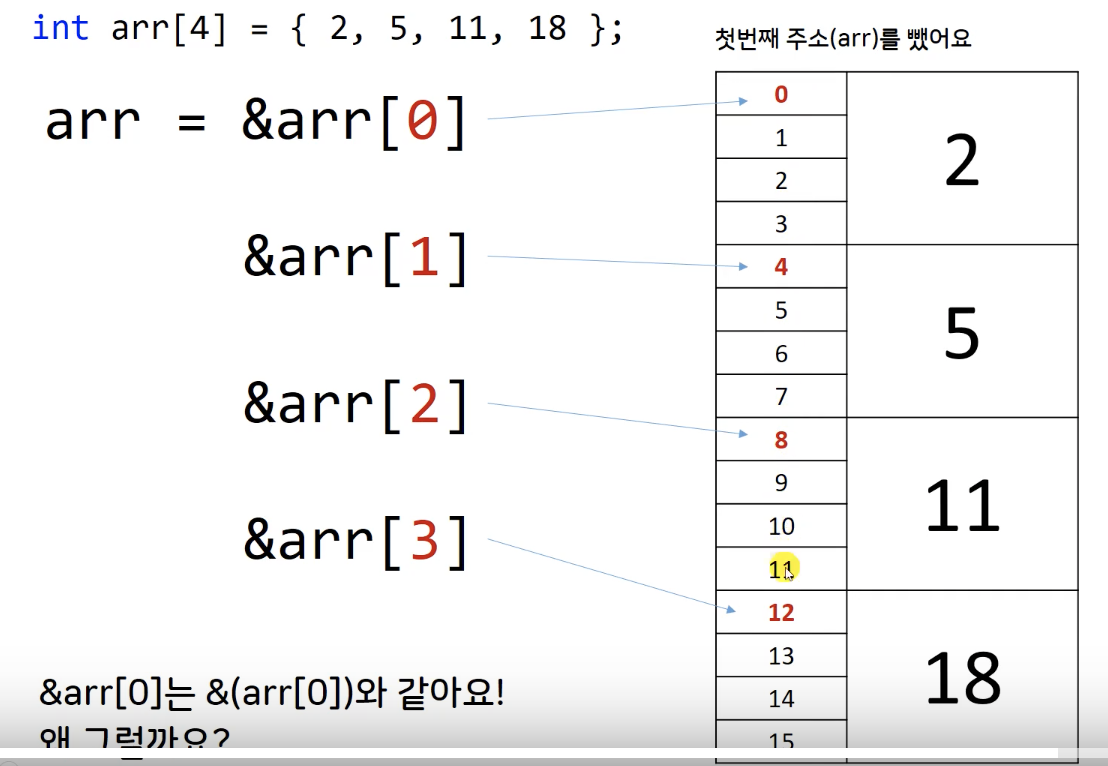 int arr[4] = { 2, 5, 11, 18 };
첫번째 주소(arr)를 뺐어요
arr = &arr[0]
&arr[1]
&arr[2]
&arr[3]
0
1
2
3
2
4
5
6
7
5
8
9
10
11
11
12
13
14
15
18
&arr[0]는 &(arr[0])와 같아요!
왜 그럴까요?